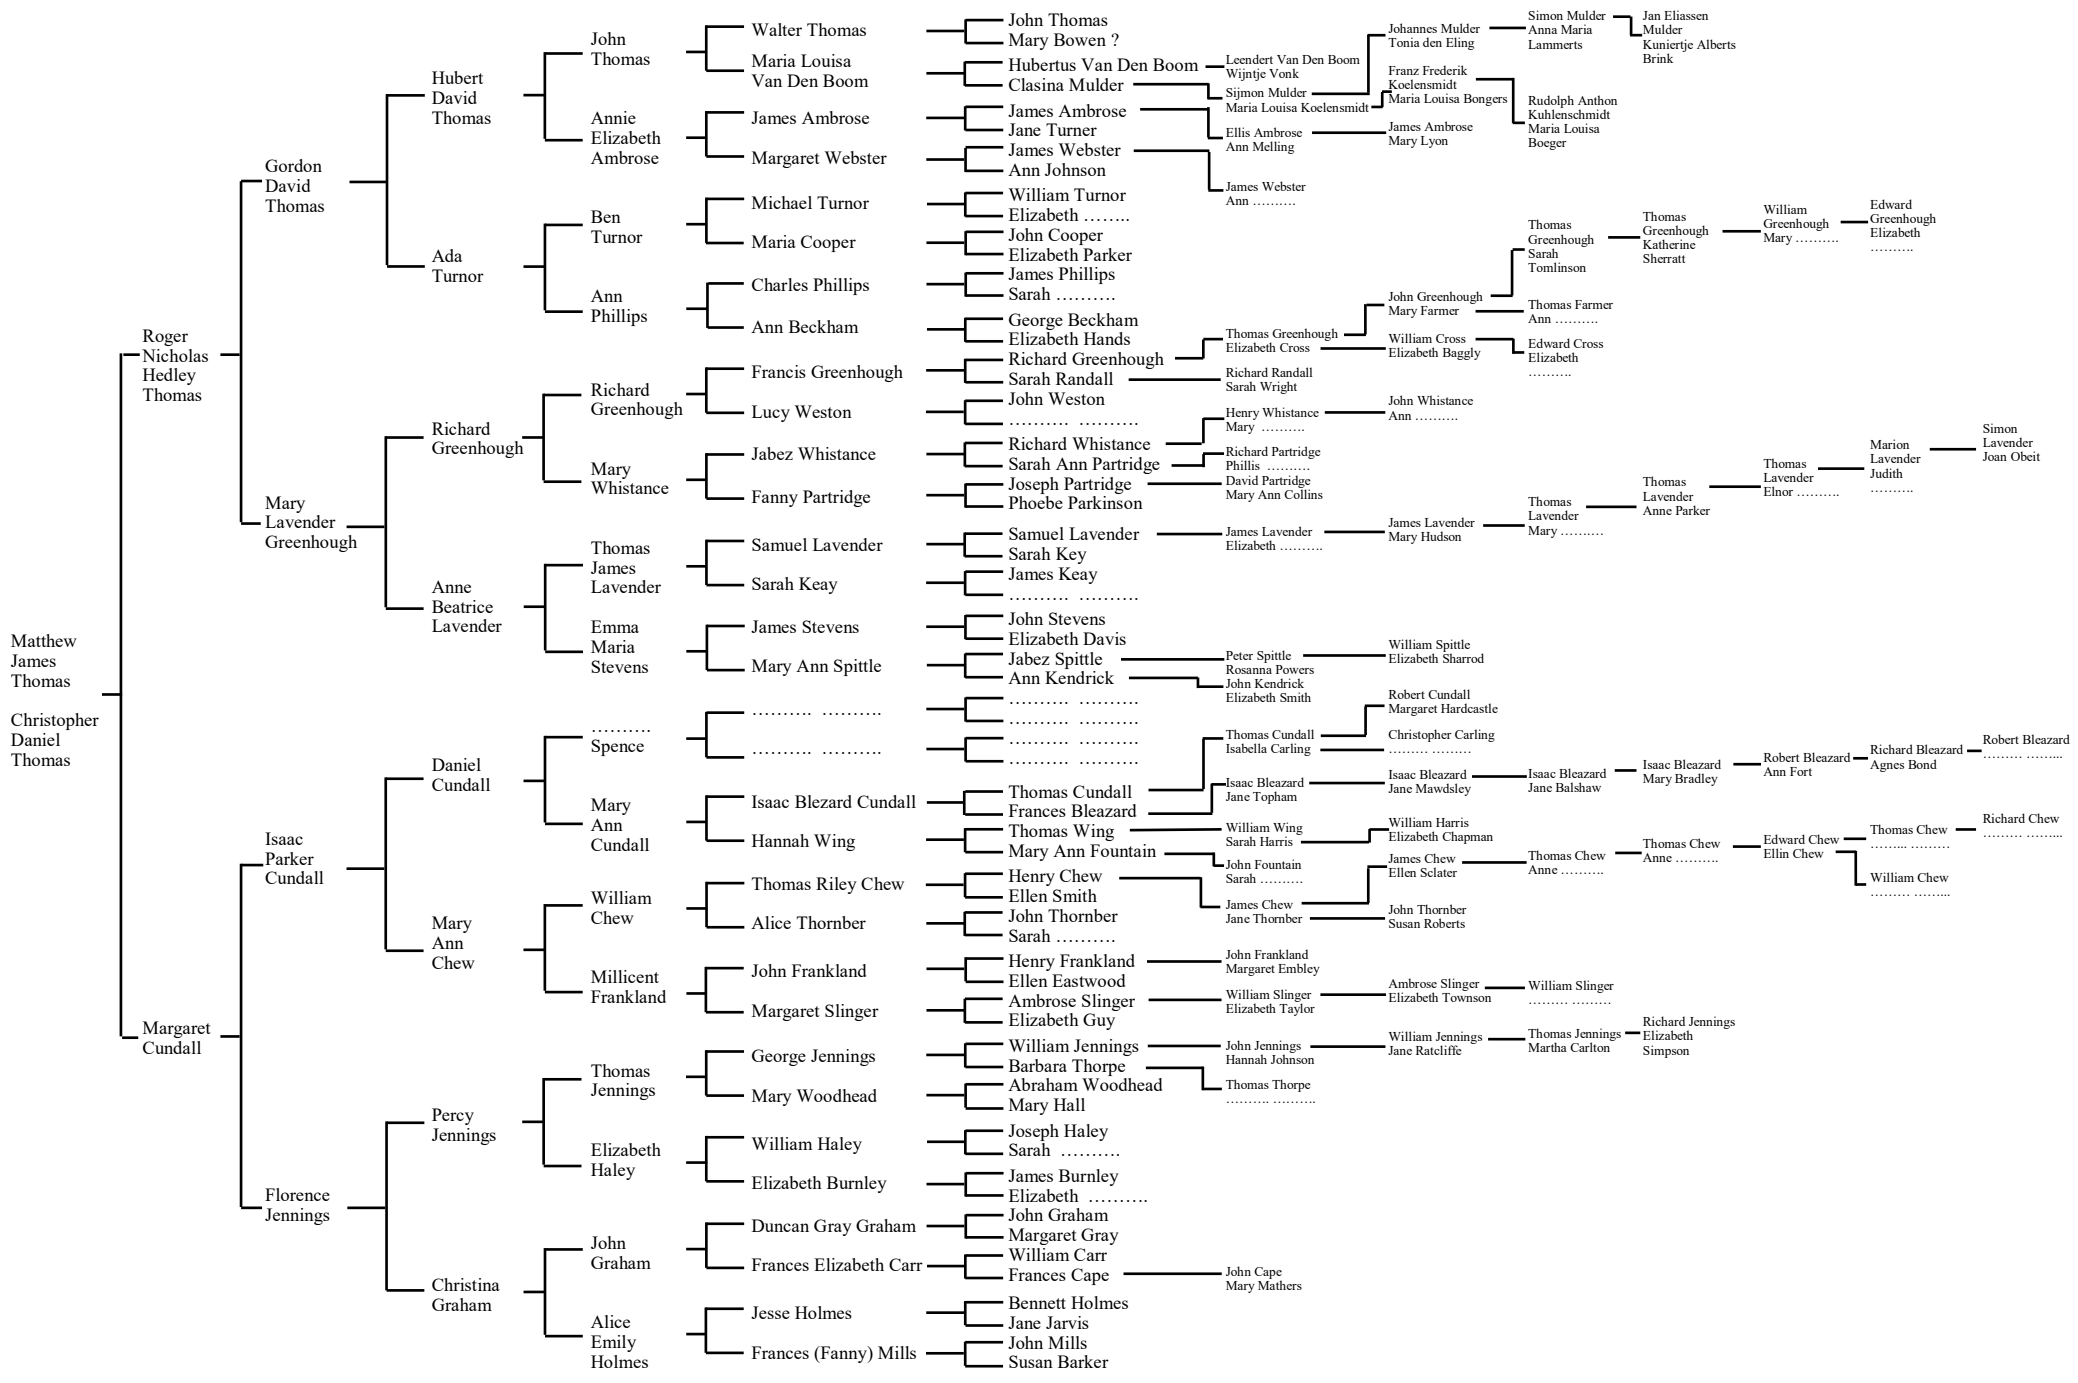 Matthew
James
Thomas
Christopher
Daniel
Thomas
Roger
Nicholas
Hedley
Thomas
Margaret
Cundall
Gordon
David
Thomas
Mary
Lavender
Greenhough
Isaac
Parker
Cundall
Florence
Jennings
Hubert
David
Thomas
Ada
Turnor
Richard
Greenhough
Anne
Beatrice
Lavender
Daniel
Cundall
Mary
Ann
Chew
Percy
Jennings
Christina
Graham
John
Thomas
Annie
Elizabeth
Ambrose
Ben
Turnor
Ann
Phillips
Richard
Greenhough
Mary
Whistance
Thomas
James
Lavender
Emma
Maria
Stevens
……….
Spence
Mary
Ann
Cundall
William
Chew
Millicent
Frankland
Thomas
Jennings
Elizabeth
Haley
John
Graham
Alice
Emily
Holmes
Walter Thomas
Maria Louisa
Van Den Boom
James Ambrose
Margaret Webster
Michael Turnor
Maria Cooper
Charles Phillips
Ann Beckham
Francis Greenhough
Lucy Weston
Jabez Whistance
Fanny Partridge
Samuel Lavender
Sarah Keay
James Stevens
Mary Ann Spittle
………. ……….
………. ……….
Isaac Blezard Cundall
Hannah Wing
Thomas Riley Chew
Alice Thornber
John Frankland
Margaret Slinger
George Jennings
Mary Woodhead
William Haley
Elizabeth Burnley
Duncan Gray Graham
Frances Elizabeth Carr
Jesse Holmes
Frances (Fanny) Mills
John Thomas
Mary Bowen ?
Hubertus Van Den Boom
Clasina Mulder
James Ambrose
Jane Turner
James Webster
Ann Johnson
William Turnor
Elizabeth ……..
John Cooper
Elizabeth Parker
James Phillips
Sarah ……….
George Beckham
Elizabeth Hands
Richard Greenhough
Sarah Randall
John Weston
………. ……….
Richard Whistance
Sarah Ann Partridge
Joseph Partridge
Phoebe Parkinson
Samuel Lavender
Sarah Key
James Keay
………. ……….
John Stevens
Elizabeth Davis
Jabez Spittle
Ann Kendrick
………. ……….
………. ……….
………. ……….
………. ……….
Thomas Cundall
Frances Bleazard
Thomas Wing
Mary Ann Fountain
Henry Chew
Ellen Smith
John Thornber
Sarah ……….
Henry Frankland
Ellen Eastwood
Ambrose Slinger
Elizabeth Guy
William Jennings
Barbara Thorpe
Abraham Woodhead
Mary Hall
Joseph Haley
Sarah ……….
James Burnley
Elizabeth ……….
John Graham
Margaret Gray
William Carr
Frances Cape
Bennett Holmes
Jane Jarvis
John Mills
Susan Barker
Leendert Van Den Boom
Wijntje Vonk
Sijmon Mulder
Maria Louisa Koelensmidt
Ellis Ambrose
Ann Melling
James Webster
Ann ……….
Thomas Greenhough
Elizabeth Cross
Richard Randall
Sarah Wright
Henry Whistance
Mary ……….
Richard Partridge
Phillis ……….
David Partridge
Mary Ann Collins
James Lavender
Elizabeth ……….
Peter Spittle
Rosanna Powers
John Kendrick
Elizabeth Smith
Thomas Cundall
Isabella Carling
Isaac Bleazard
Jane Topham
William Wing
Sarah Harris
John Fountain
Sarah ……….
James Chew
Jane Thornber
John Frankland
Margaret Embley
William Slinger
Elizabeth Taylor
John Jennings
Hannah Johnson
Thomas Thorpe
………. ……….
John Cape
Mary Mathers
Johannes Mulder
Tonia den Eling
Franz Frederik
Koelensmidt
Maria Louisa Bongers
James Ambrose
Mary Lyon
John Greenhough
Mary Farmer
William Cross
Elizabeth Baggly
John Whistance
Ann ……….
James Lavender
Mary Hudson
William Spittle
Elizabeth Sharrod
Robert Cundall
Margaret Hardcastle
Christopher Carling
……… ………
Isaac Bleazard
Jane Mawdsley
William Harris
Elizabeth Chapman
James Chew
Ellen Sclater
John Thornber
Susan Roberts
Ambrose Slinger
Elizabeth Townson
William Jennings
Jane Ratcliffe
Simon Mulder
Anna Maria
Lammerts
Rudolph Anthon
Kuhlenschmidt
Maria Louisa
Boeger
Thomas
Greenhough
Sarah
Tomlinson
Thomas Farmer
Ann ……….
Edward Cross
Elizabeth
……….
Thomas
Lavender
Mary ………
Isaac Bleazard
Jane Balshaw
Thomas Chew
Anne ……….
William Slinger
……… ………
Thomas Jennings
Martha Carlton
Jan Eliassen
Mulder
Kuniertje Alberts
Brink
Thomas
Greenhough
Katherine
Sherratt
Thomas
Lavender
Anne Parker
Isaac Bleazard
Mary Bradley
Thomas Chew
Anne ……….
Richard Jennings
Elizabeth
Simpson
William
Greenhough
Mary ……….
Thomas
Lavender
Elnor ……….
Robert Bleazard
Ann Fort
Edward Chew
Ellin Chew
Edward
Greenhough
Elizabeth
……….
Marion
Lavender
Judith
……….
Richard Bleazard
Agnes Bond
Thomas Chew
……... ………
William Chew
……… ……...
Simon
Lavender
Joan Obeit
Robert Bleazard
……… ……...
Richard Chew
……… ……...